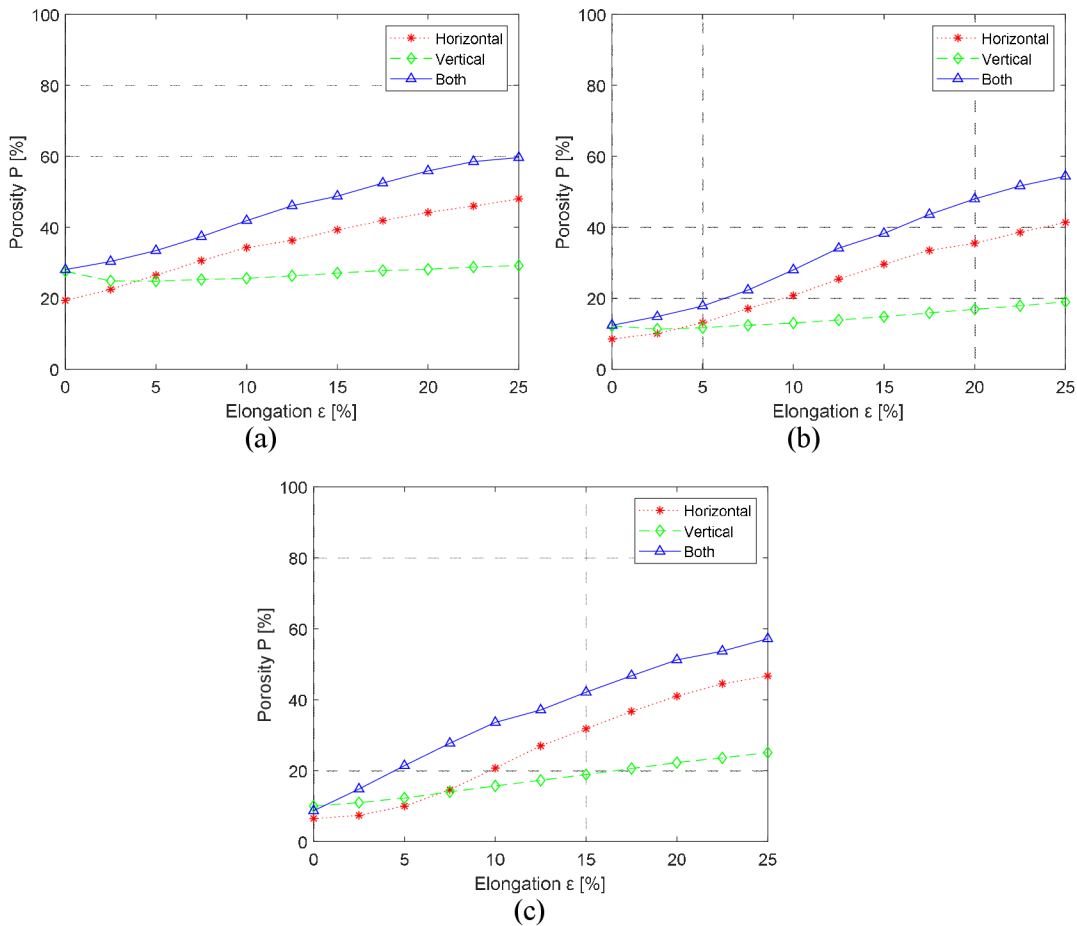 100
80
60
40
20
0
Porosity P [%]
0 5 10 15 20 25
Elongation ε [%]
Horizontal
Vertical
Both
(a)
100
80
60
40
20
0
Porosity P [%]
0 5 10 15 20 25
Elongation ε [%]
Horizontal
Vertical
Both
(b)
100
80
60
40
20
0
Porosity P [%]
0 5 10 15 20 25
Elongation ε [%]
Horizontal
Vertical
Both
(c)